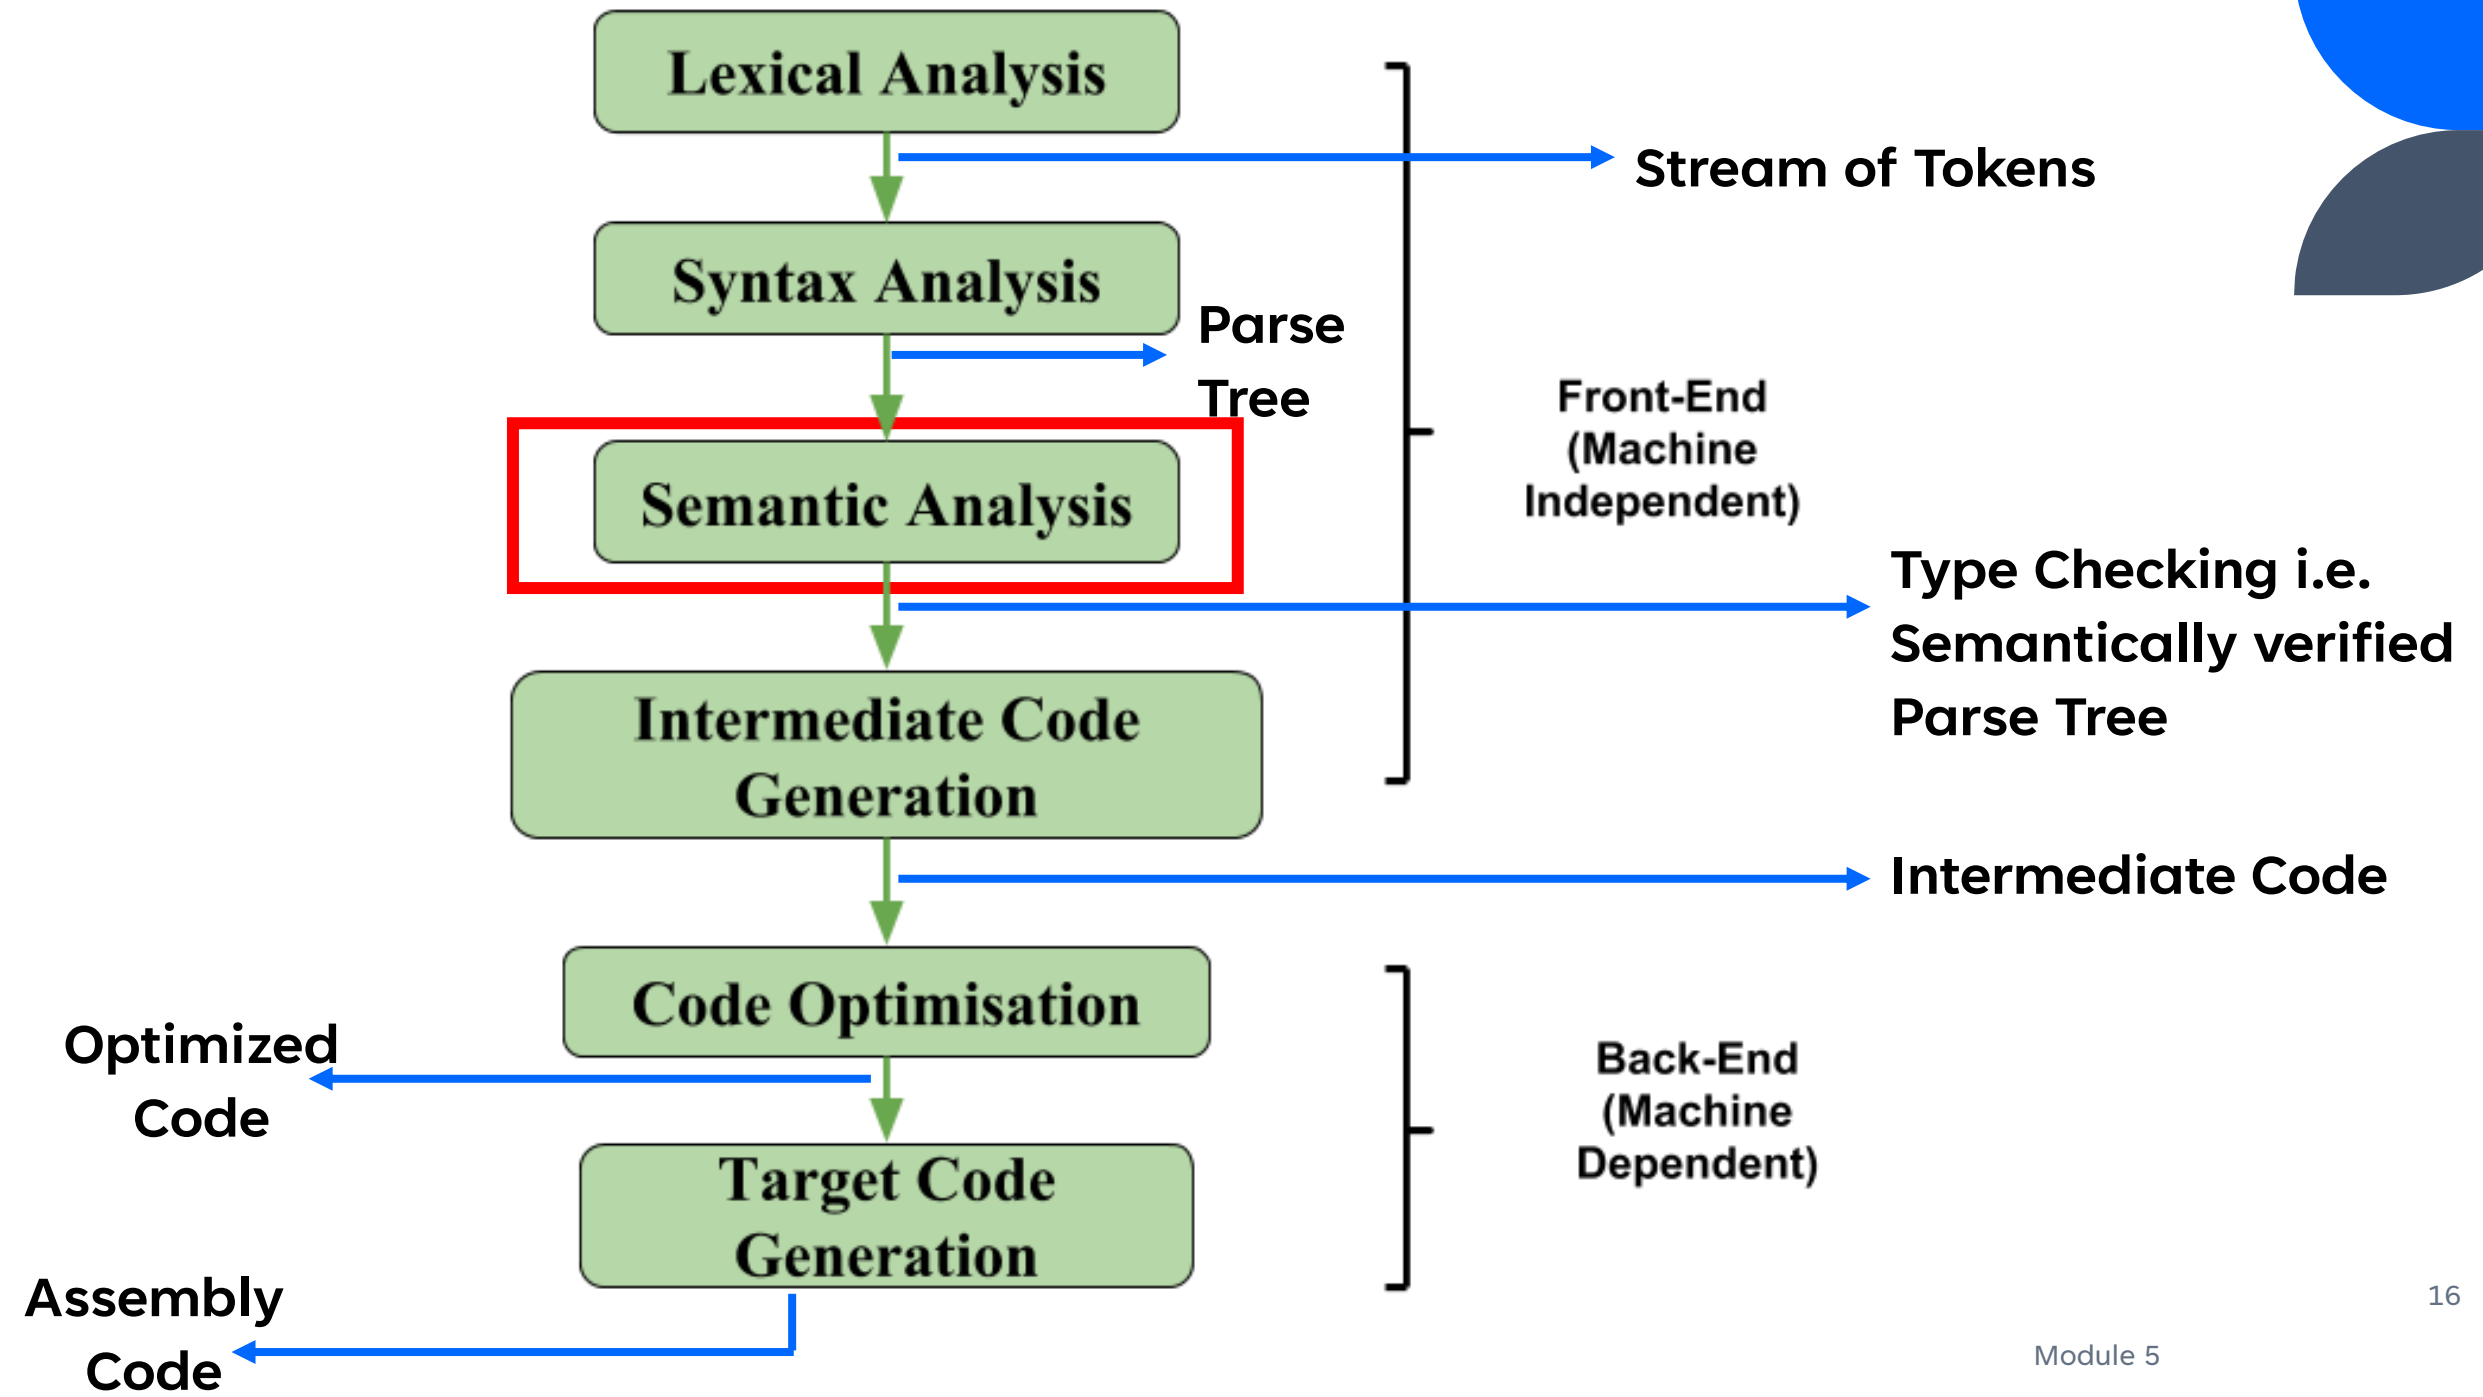 Lexical Analysis
Stream of Tokens
Syntax Analysis
Parse
Tree
Front-End
(Machine
Independent)
Semantic Analysis
Type Checking i.e.
Semantically verified
Parse Tree
Intermediate Code
Generation
Intermediate Code
Code Optimisation
Optimized
Code
Back-End
(Machine
Dependent)
Target Code
Generation
Assembly
Code
16
Module 5